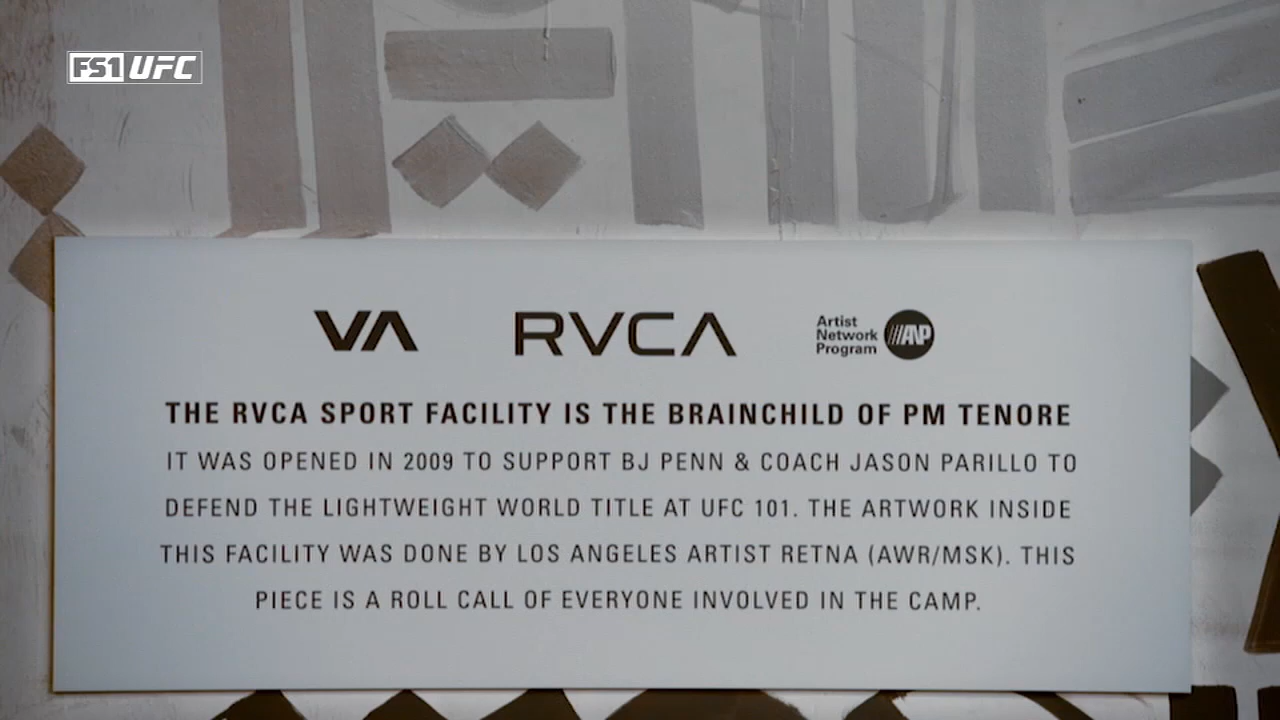 FS1 UFC
VA RVCA Artist Network Program ANP
THE RVCA SPORT FACILITY IS THE BRAINCHILD OF PM TENORE
IT WAS OPENED IN 2009 TO SUPPORT BJ PENN & COACH JASON PARILLO TO
DEFEND THE LIGHTWEIGHT WORLD TITLE AT UFC 101. THE ARTWORK INSIDE
THIS FACILITY WAS DONE BY LOS ANGELES ARTIST RETNA (AWR/MSK). THIS
PIECE IS A ROLL CALL OF EVERYONE INVOLVED IN THE CAMP.